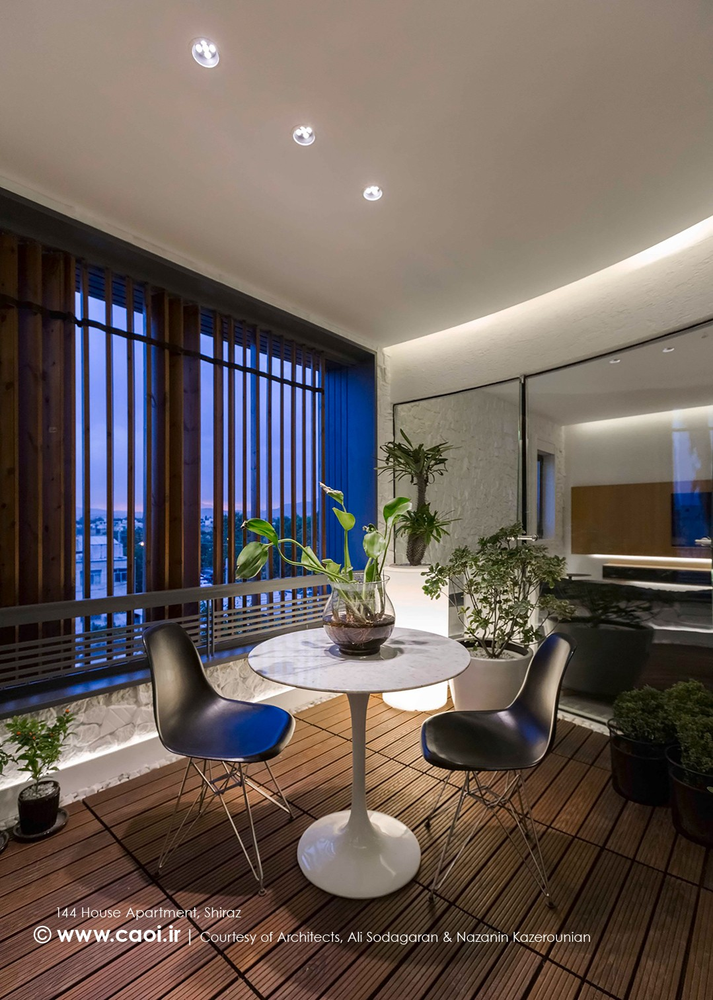 144 House Apartment, Shiraz
© www.caoi.ir | Courtesy of Architects, Ali Sodagaran & Nazanin Kazerounian